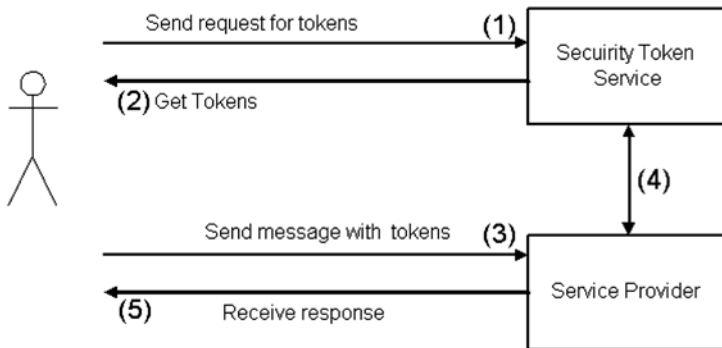 Send request for tokens (1)
Secuirity Token
Service
(2) Get Tokens
(4)
Send message with tokens (3)
Service Provider
(5) Receive response